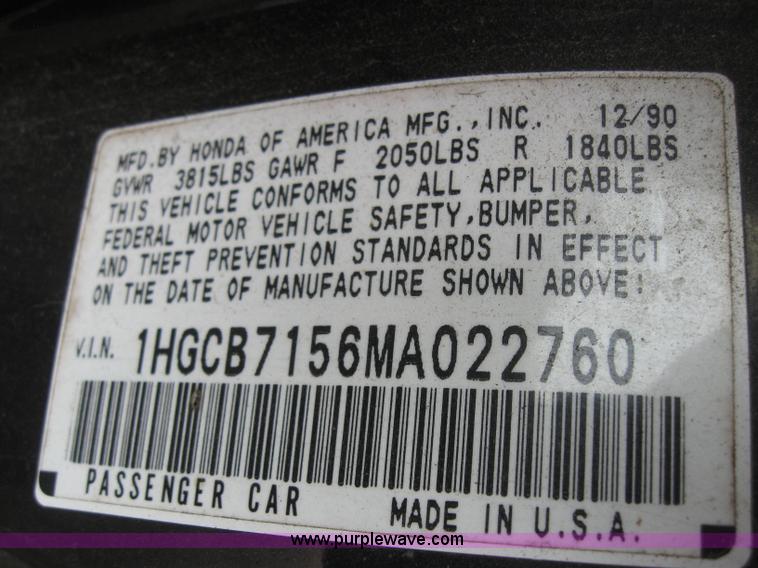 MFD.BY HONDA OF AMERICA MFG.,INC. 12/90
GVWR 3815LBS GAWR F 2050LBS R 1840LBS
THIS VEHICLE CONFORMS TO ALL APPLICABLE
FEDERAL MOTOR VEHICLE SAFETY,BUMPER,
AND THEFT PREVENTION STANDARDS IN EFFECT
ON THE DATE OF MANUFACTURE SHOWN ABOVE:
V.I.N. 1HGCB7156MA022760
PASSENGER CAR MADE IN U.S.A.
www.purplewave.com